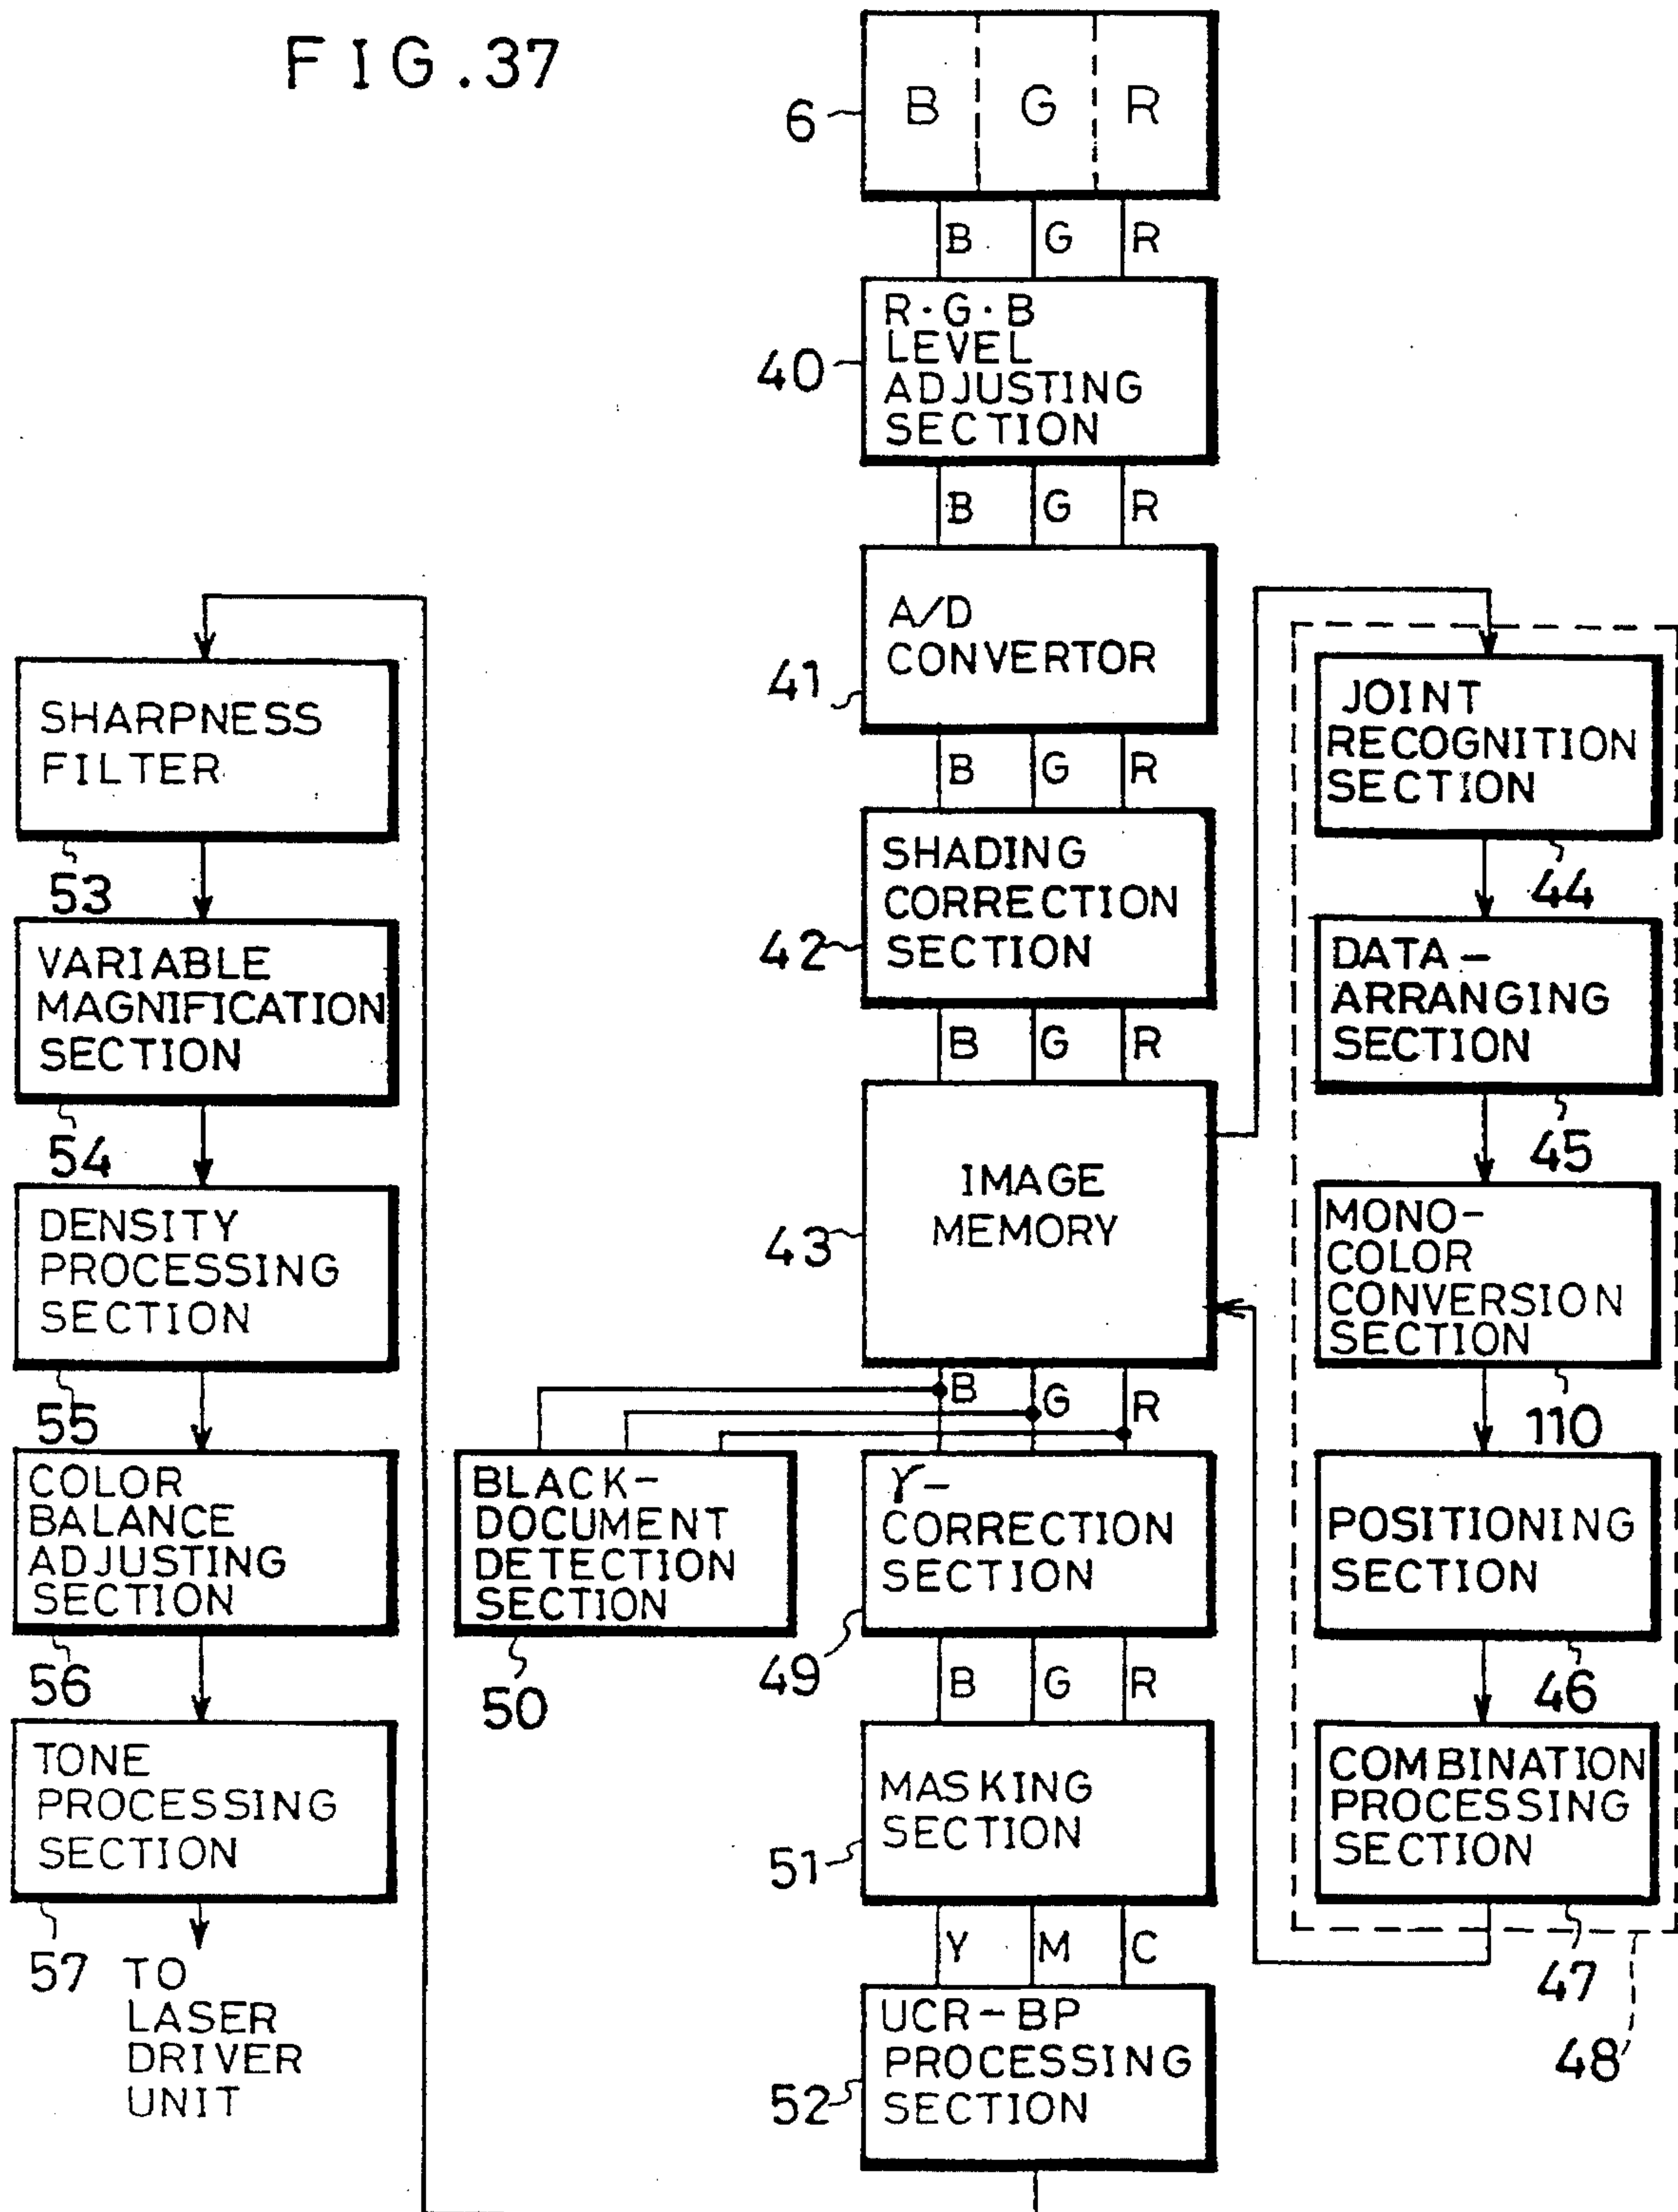 FIG.37
B G R
6
B G R
R·G·B
LEVEL
ADJUSTING
SECTION
40
B G R
A/D
CONVERTOR
41
B G R
SHADING
CORRECTION
SECTION
42
B G R
IMAGE
MEMORY
43
JOINT
RECOGNITION
SECTION
44
DATA-
ARRANGING
SECTION
45
MONO-
COLOR
CONVERSION
SECTION
110
POSITIONING
SECTION
46
COMBINATION
PROCESSING
SECTION
47
48'
B G R
BLACK-
DOCUMENT
DETECTION
SECTION
50
γ-
CORRECTION
SECTION
49
B G R
MASKING
SECTION
51
Y M C
UCR-BP
PROCESSING
SECTION
52
SHARPNESS
FILTER
53
VARIABLE
MAGNIFICATION
SECTION
54
DENSITY
PROCESSING
SECTION
55
COLOR
BALANCE
ADJUSTING
SECTION
56
TONE
PROCESSING
SECTION
57
TO
LASER
DRIVER
UNIT